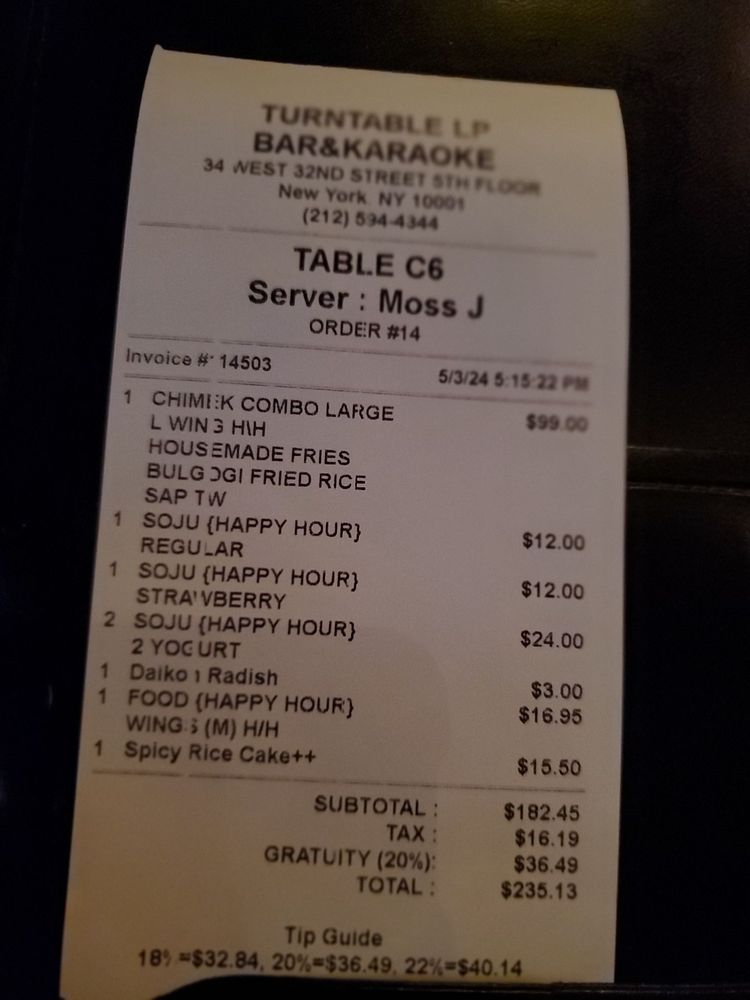 TURNTABLE LP
BAR&KARAOKE
34 WEST 32ND STREET 5TH FLOOR
New York NY 10001
(212) 594-4344
TABLE C6
Server : Moss J
ORDER #14
Invoice #: 14503 5/3/24 5:15:22 PM
1 CHIMEK COMBO LARGE $99.00
L WING H\H
HOUSEMADE FRIES
BULGOGI FRIED RICE
SAP TW
1 SOJU {HAPPY HOUR} $12.00
REGULAR
1 SOJU {HAPPY HOUR} $12.00
STRAWBERRY
2 SOJU {HAPPY HOUR} $24.00
2 YOGURT
1 Daikon Radish $3.00
1 FOOD {HAPPY HOUR} $16.95
WINGS (M) H/H
1 Spicy Rice Cake++ $15.50
SUBTOTAL : $182.45
TAX : $16.19
GRATUITY (20%): $36.49
TOTAL : $235.13
Tip Guide
18%=$32.84, 20%=$36.49, 22%=$40.14